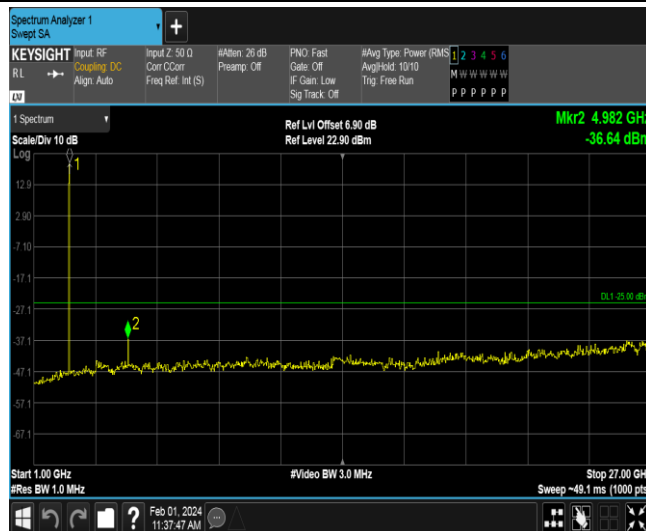 Spectrum Analyzer 1
Swept SA
+
KEYSIGHT
RL
Input: RF
Coupling: DC
Align: Auto
Input Z: 50 Ω
Corr CCorr
Freq Ref: Int (S)
#Atten: 26 dB
Preamp: Off
PNO: Fast
Gate: Off
IF Gain: Low
Sig Track: Off
#Avg Type: Power (RMS
Avg|Hold: 10/10
Trig: Free Run
1 2 3 4 5 6
M W W W W W
P P P P P P
1 Spectrum
Scale/Div 10 dB
Log
Ref Lvl Offset 6.90 dB
Ref Level 22.90 dBm
Mkr2 4.982 GHz
-36.64 dBm
1
12.9
2.90
-7.10
-17.1
DL1 -25.00 dBm
-27.1
2
-37.1
-47.1
-57.1
-67.1
Start 1.00 GHz
#Res BW 1.0 MHz
#Video BW 3.0 MHz
Stop 27.00 GHz
Sweep ~49.1 ms (1000 pts
?
Feb 01, 2024
11:37:47 AM